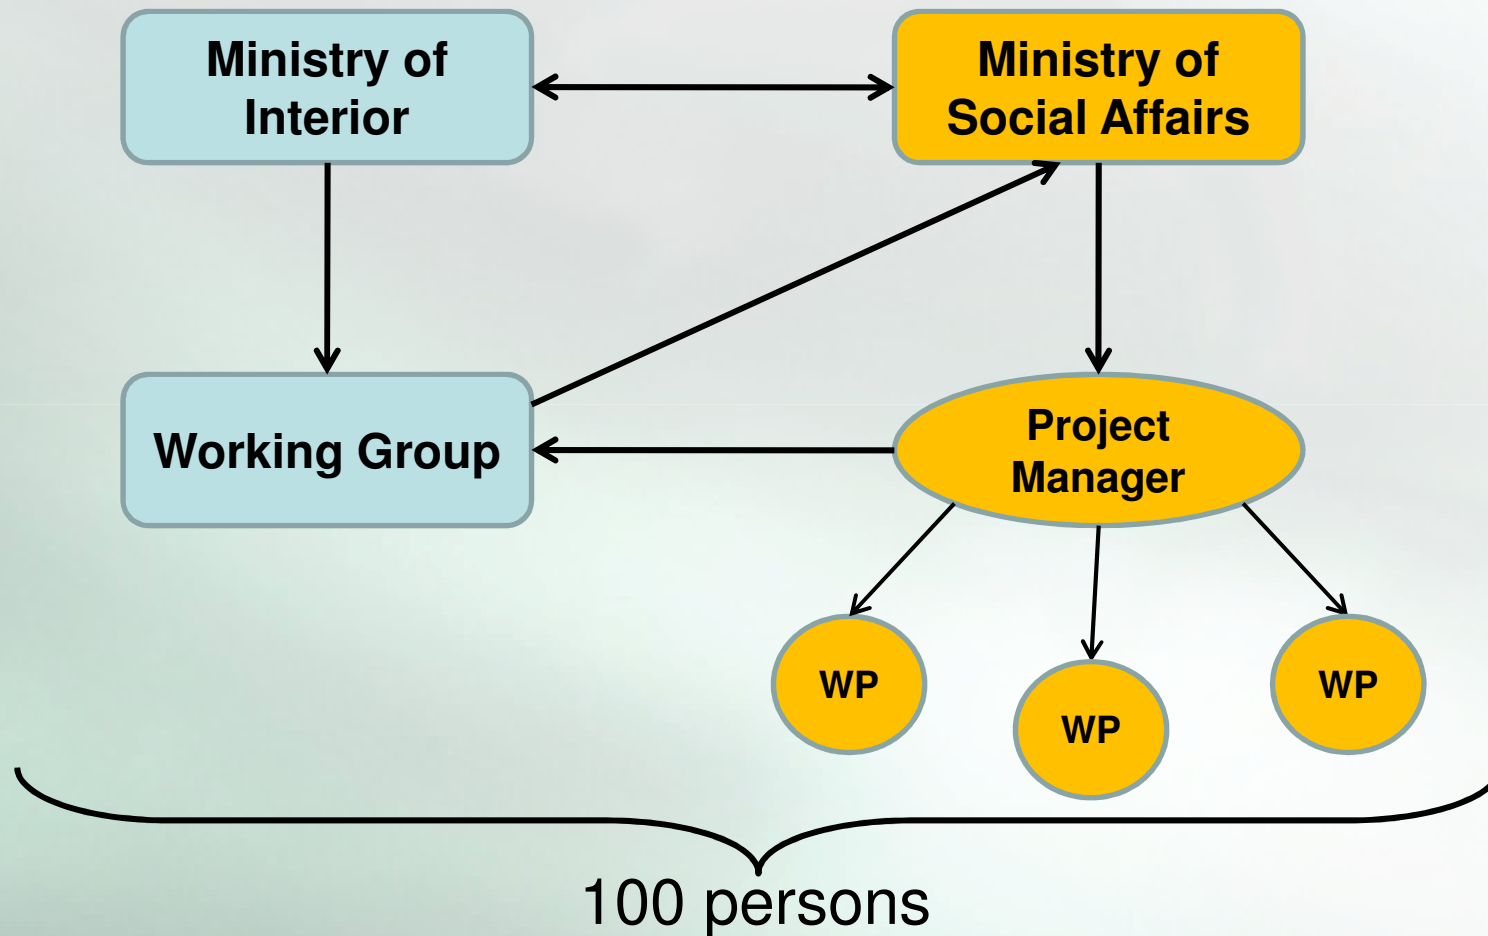 Ministry of
Interior
Ministry of
Social Affairs
Working Group
Project
Manager
WP
WP
WP
100 persons